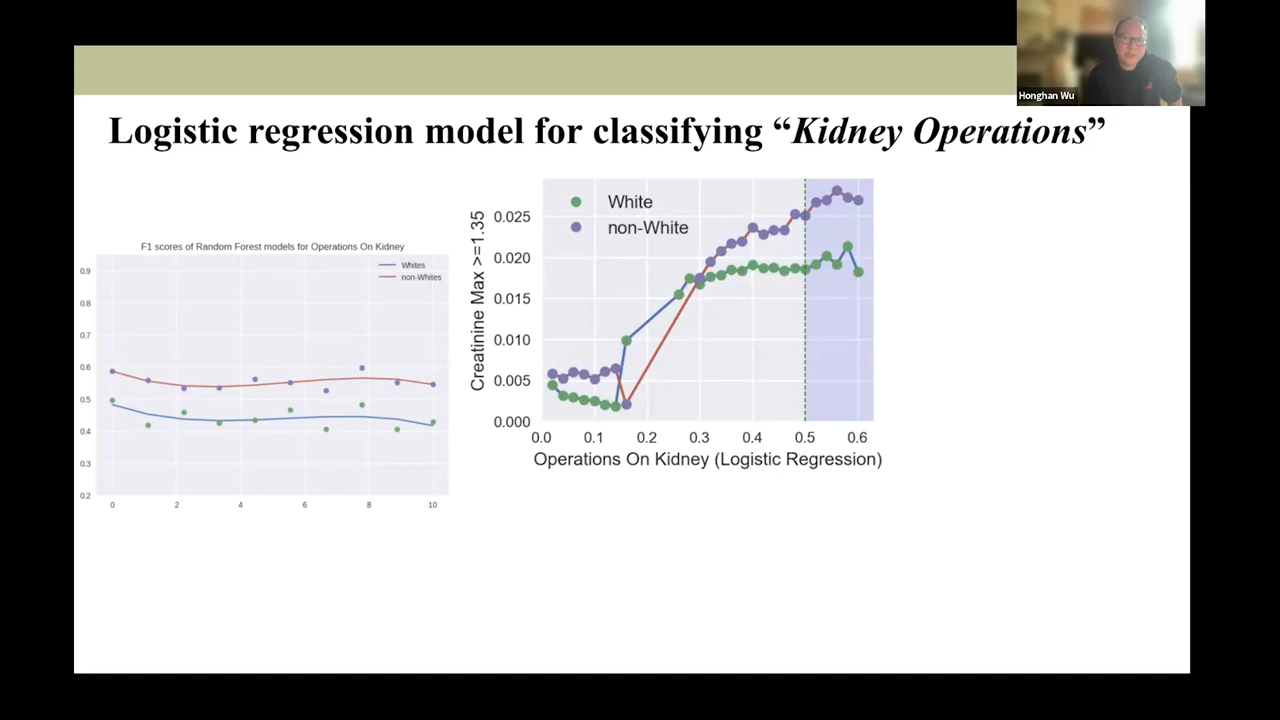 Honghan Wu
Logistic regression model for classifying “Kidney Operations”
F1 scores of Random Forest models for Operations On Kidney
Whites
non-Whites
0.9
0.8
0.7
0.6
0.5
0.4
0.3
0.2
0 2 4 6 8 10
White
non-White
Creatinine Max >=1.35
0.025
0.020
0.015
0.010
0.005
0.000
0.0 0.1 0.2 0.3 0.4 0.5 0.6
Operations On Kidney (Logistic Regression)